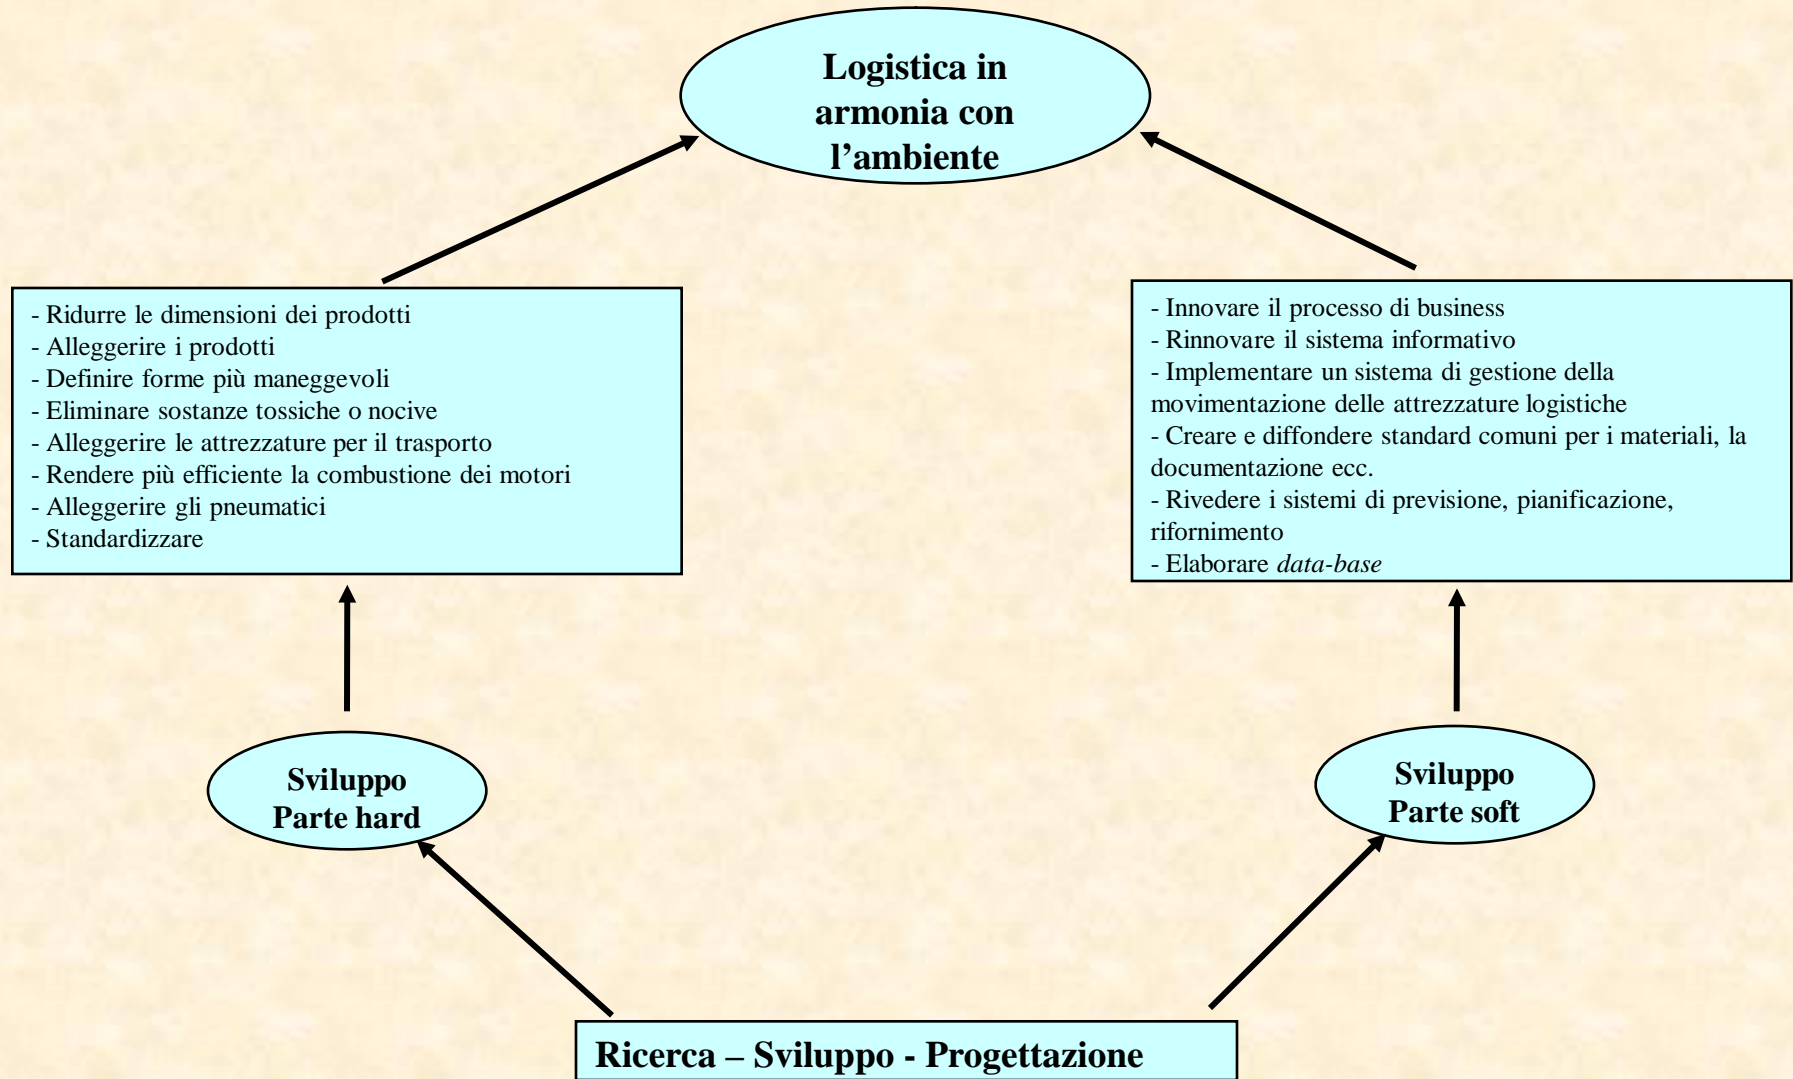 Logistica in
armonia con
l’ambiente
- Ridurre le dimensioni dei prodotti
- Alleggerire i prodotti
- Definire forme più maneggevoli
- Eliminare sostanze tossiche o nocive
- Alleggerire le attrezzature per il trasporto
- Rendere più efficiente la combustione dei motori
- Alleggerire gli pneumatici
- Standardizzare
- Innovare il processo di business
- Rinnovare il sistema informativo
- Implementare un sistema di gestione della
movimentazione delle attrezzature logistiche
- Creare e diffondere standard comuni per i materiali, la
documentazione ecc.
- Rivedere i sistemi di previsione, pianificazione,
rifornimento
- Elaborare data-base
Sviluppo
Parte hard
Sviluppo
Parte soft
Ricerca – Sviluppo - Progettazione